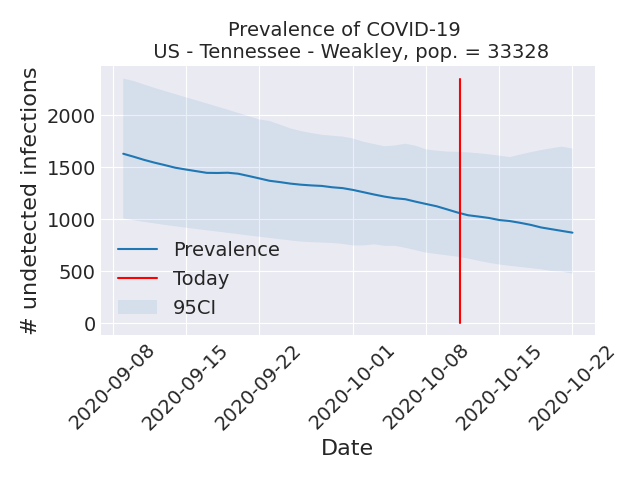 Prevalence of COVID-19
US - Tennessee - Weakley, pop. = 33328
# undetected infections
2000
1500
1000
500
0
Prevalence
Today
95CI
2020-09-08
2020-09-15
2020-09-22
2020-10-01
2020-10-08
2020-10-15
2020-10-22
Date